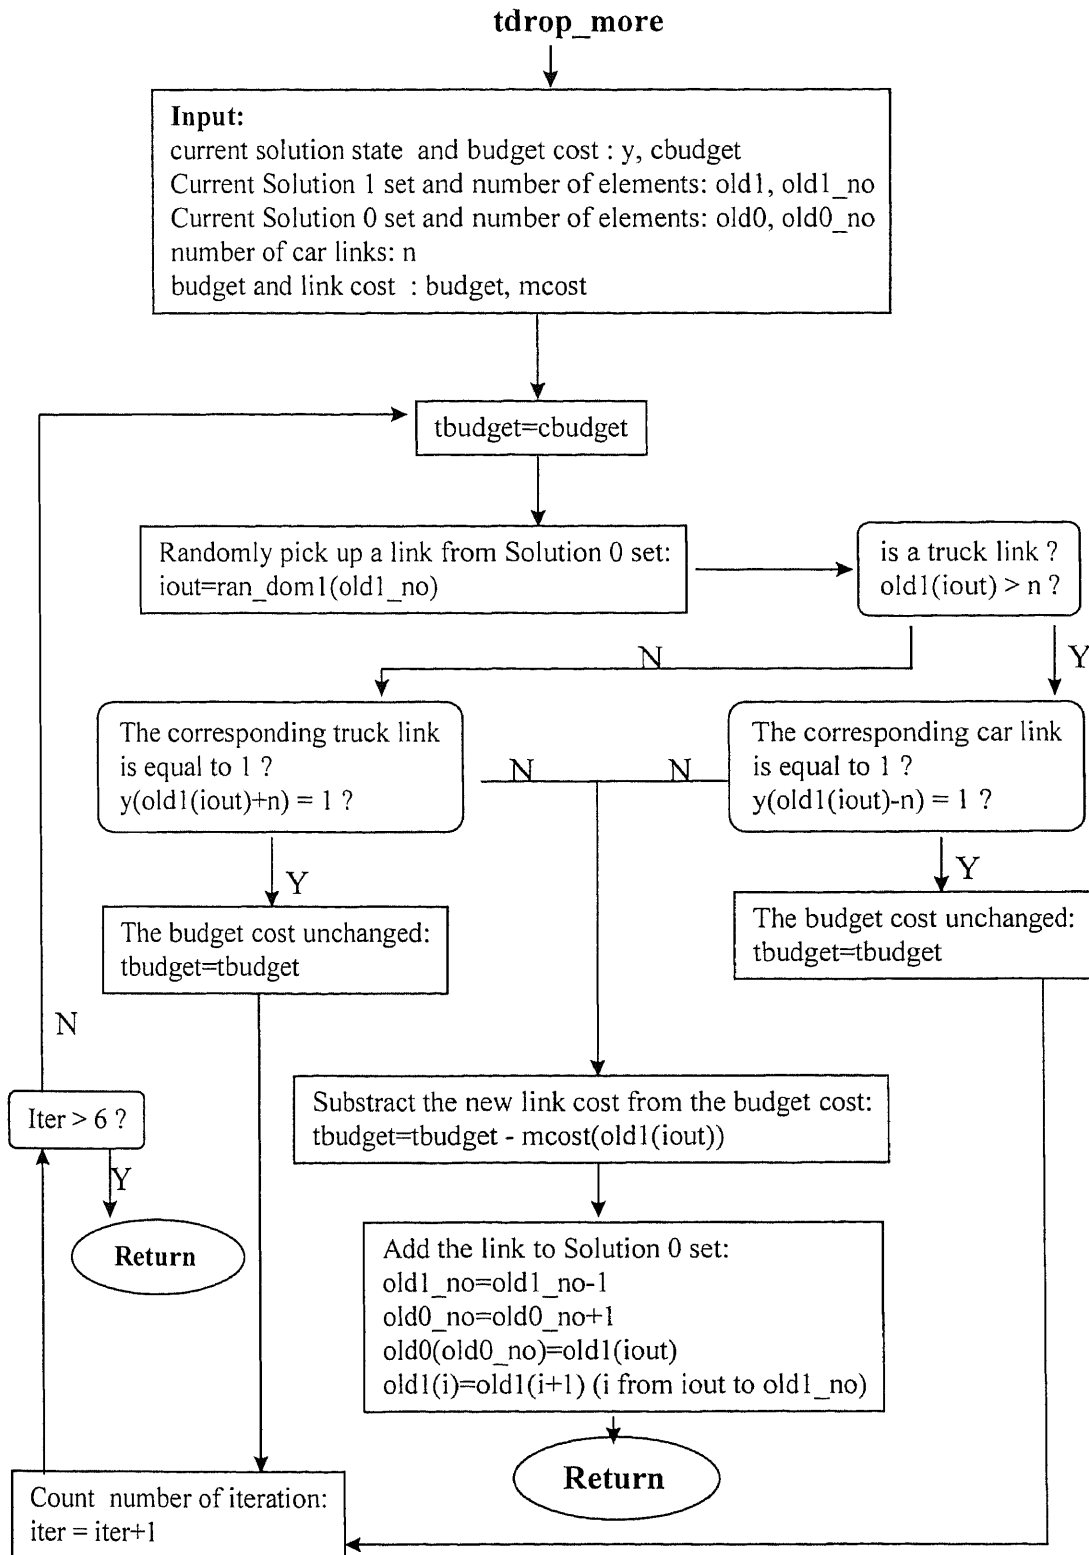 tdrop_more
Input:
current solution state and budget cost : y, cbudget
Current Solution 1 set and number of elements: old1, old1_no
Current Solution 0 set and number of elements: old0, old0_no
number of car links: n
budget and link cost : budget, mcost
tbudget=cbudget
Randomly pick up a link from Solution 0 set:
iout=ran_dom1(old1_no)
is a truck link ?
old1(iout) > n ?
N
Y
The corresponding truck link
is equal to 1 ?
y(old1(iout)+n) = 1 ?
N
N
The corresponding car link
is equal to 1 ?
y(old1(iout)-n) = 1 ?
Y
Y
The budget cost unchanged:
tbudget=tbudget
The budget cost unchanged:
tbudget=tbudget
N
Iter > 6 ?
Y
Return
Substract the new link cost from the budget cost:
tbudget=tbudget - mcost(old1(iout))
Add the link to Solution 0 set:
old1_no=old1_no-1
old0_no=old0_no+1
old0(old0_no)=old1(iout)
old1(i)=old1(i+1) (i from iout to old1_no)
Return
Count number of iteration:
iter = iter+1